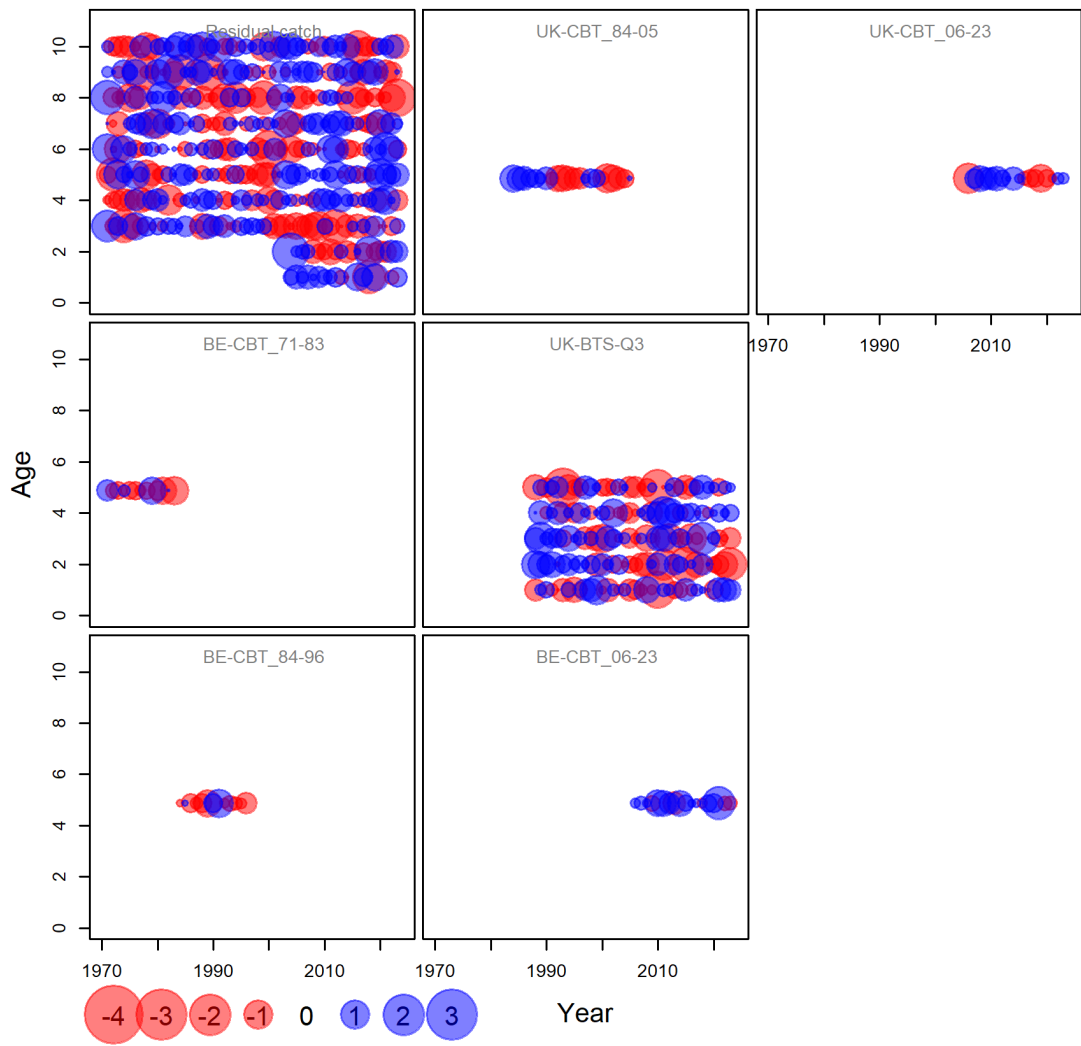 Residual catch
UK-CBT_84-05
UK-CBT_06-23
10
8
6
4
2
0
1970
1990
2010
BE-CBT_71-83
UK-BTS-Q3
10
8
6
4
2
0
Age
BE-CBT_84-96
BE-CBT_06-23
10
8
6
4
2
0
1970
1990
2010
1970
1990
2010
-4 -3 -2 -1 0 1 2 3
Year